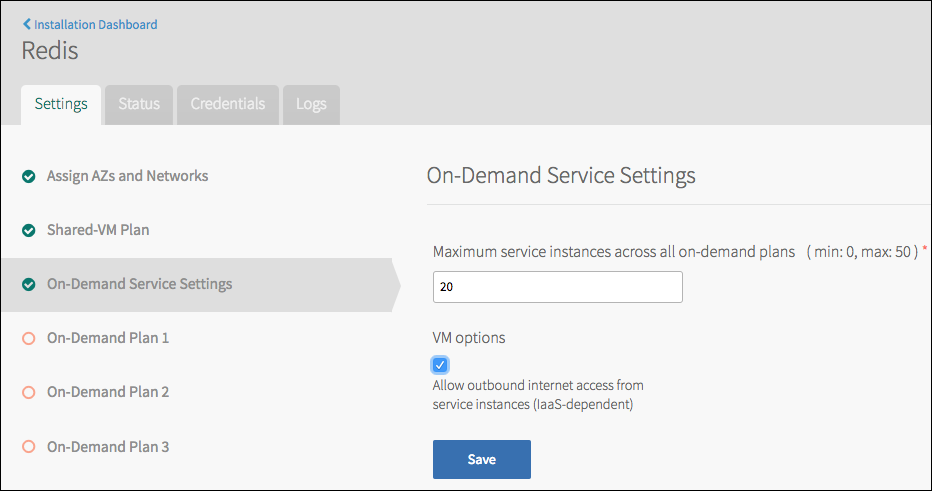 Installation Dashboard
Redis
Settings
Status
Credentials
Logs
Assign AZs and Networks
Shared-VM Plan
On-Demand Service Settings
On-Demand Plan 1
On-Demand Plan 2
On-Demand Plan 3
On-Demand Service Settings
Maximum service instances across all on-demand plans ( min: 0, max: 50 ) *
20
VM options
Allow outbound internet access from
service instances (IaaS-dependent)
Save